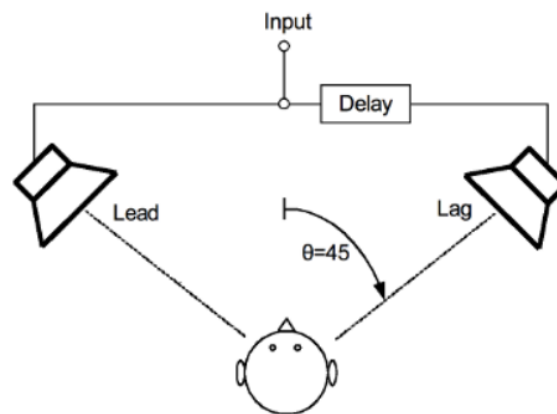 Input
Delay
Lead
Lag
θ=45